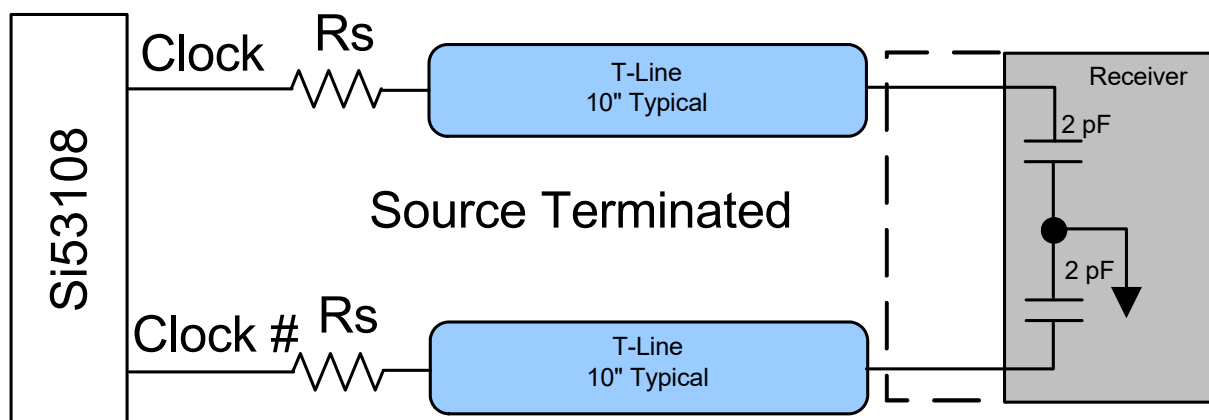 Si53108
Clock
Rs
T-Line
10" Typical
Receiver
2 pF
Source Terminated
2 pF
Clock #
Rs
T-Line
10" Typical